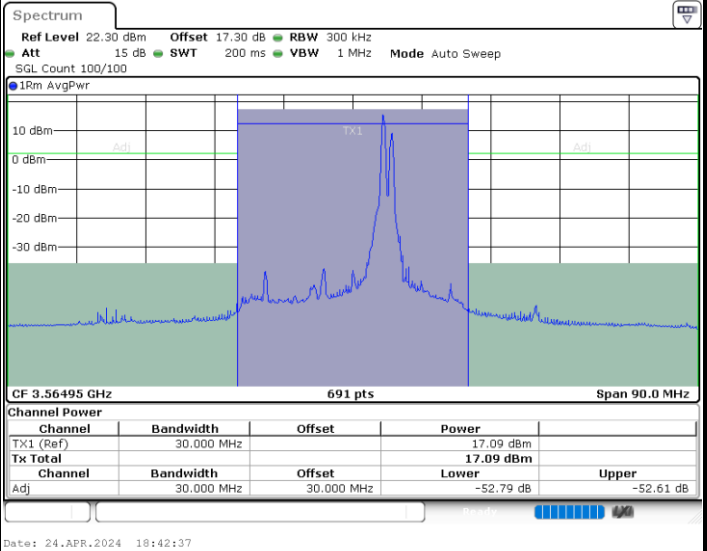 Spectrum
Ref Level 22.30 dBm Offset 17.30 dB RBW 300 kHz
Att 15 dB SWT 200 ms VBW 1 MHz Mode Auto Sweep
SGL Count 100/100
1Rm AvgPwr
10 dBm
TX1
Adj Adj
0 dBm
-10 dBm
-20 dBm
-30 dBm
CF 3.56495 GHz 691 pts Span 90.0 MHz
Channel Power
Channel Bandwidth Offset Power
TX1 (Ref) 30.000 MHz 17.09 dBm
Tx Total 17.09 dBm
Channel Bandwidth Offset Lower Upper
Adj 30.000 MHz 30.000 MHz -52.79 dB -52.61 dB
Ready
Date: 24.APR.2024 18:42:37